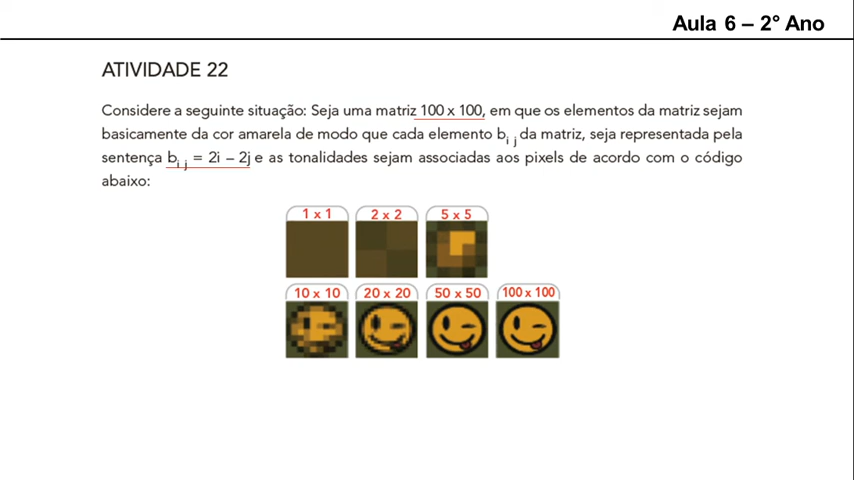 Aula 6 – 2° Ano
ATIVIDADE 22
Considere a seguinte situação: Seja uma matriz 100 x 100, em que os elementos da matriz sejam
basicamente da cor amarela de modo que cada elemento b i j da matriz, seja representada pela
sentença b i j = 2i – 2j e as tonalidades sejam associadas aos pixels de acordo com o código
abaixo:
1 x 1 2 x 2 5 x 5
10 x 10 20 x 20 50 x 50 100 x 100